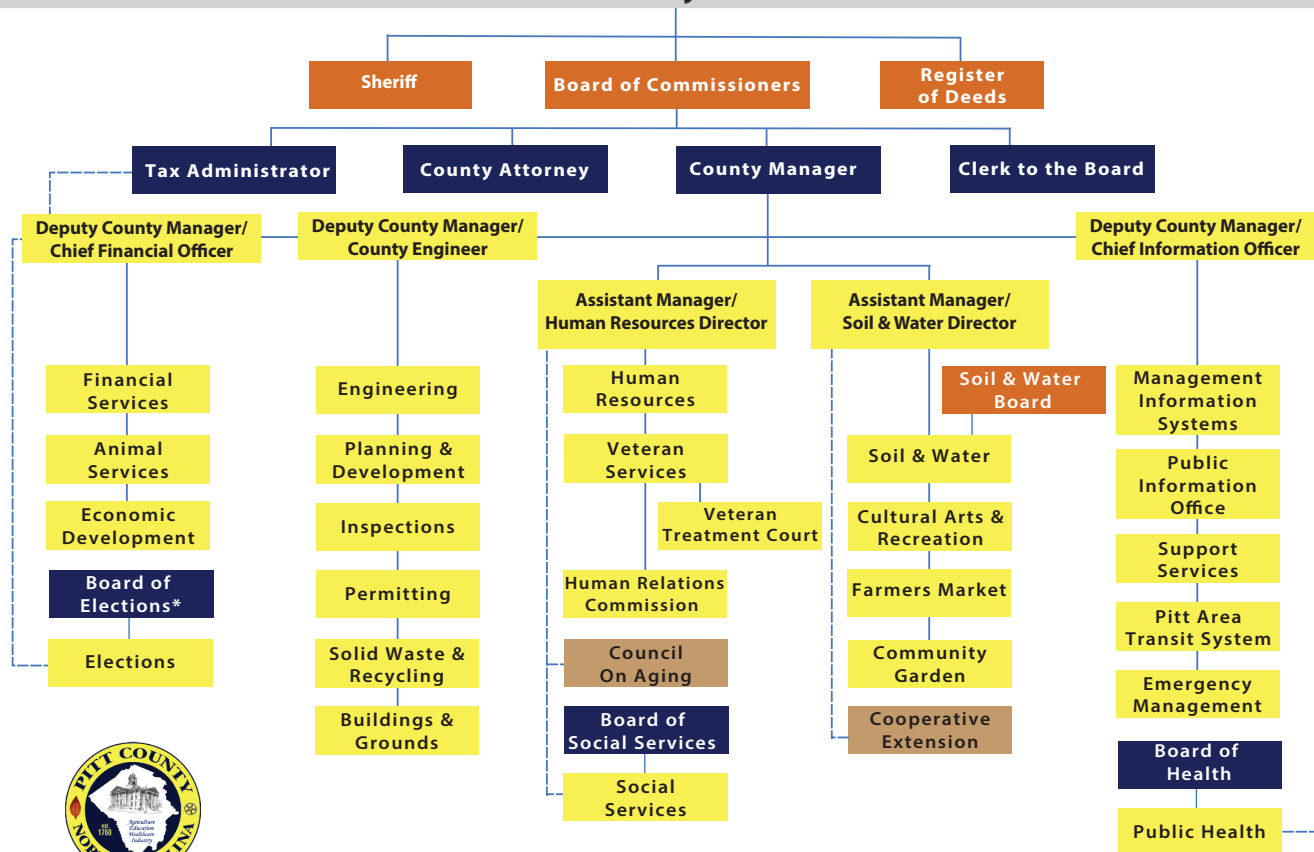 Sheriff
Board of Commissioners
Register
of Deeds
Tax Administrator
County Attorney
County Manager
Clerk to the Board
Deputy County Manager/
Chief Financial Officer
Deputy County Manager/
County Engineer
Deputy County Manager/
Chief Information Officer
Assistant Manager/
Human Resources Director
Assistant Manager/
Soil & Water Director
Financial
Services
Animal
Services
Economic
Development
Board of
Elections*
Elections
Engineering
Planning &
Development
Inspections
Permitting
Solid Waste &
Recycling
Buildings &
Grounds
Human
Resources
Veteran
Services
Veteran
Treatment Court
Human Relations
Commission
Council
On Aging
Board of
Social Services
Social
Services
Soil & Water
Board
Soil & Water
Cultural Arts &
Recreation
Farmers Market
Community
Garden
Cooperative
Extension
Management
Information
Systems
Public
Information
Office
Support
Services
Pitt Area
Transit System
Emergency
Management
Board of
Health
Public Health
PITT COUNTY
est.
1760
Agriculture
Education
Healthcare
Industry